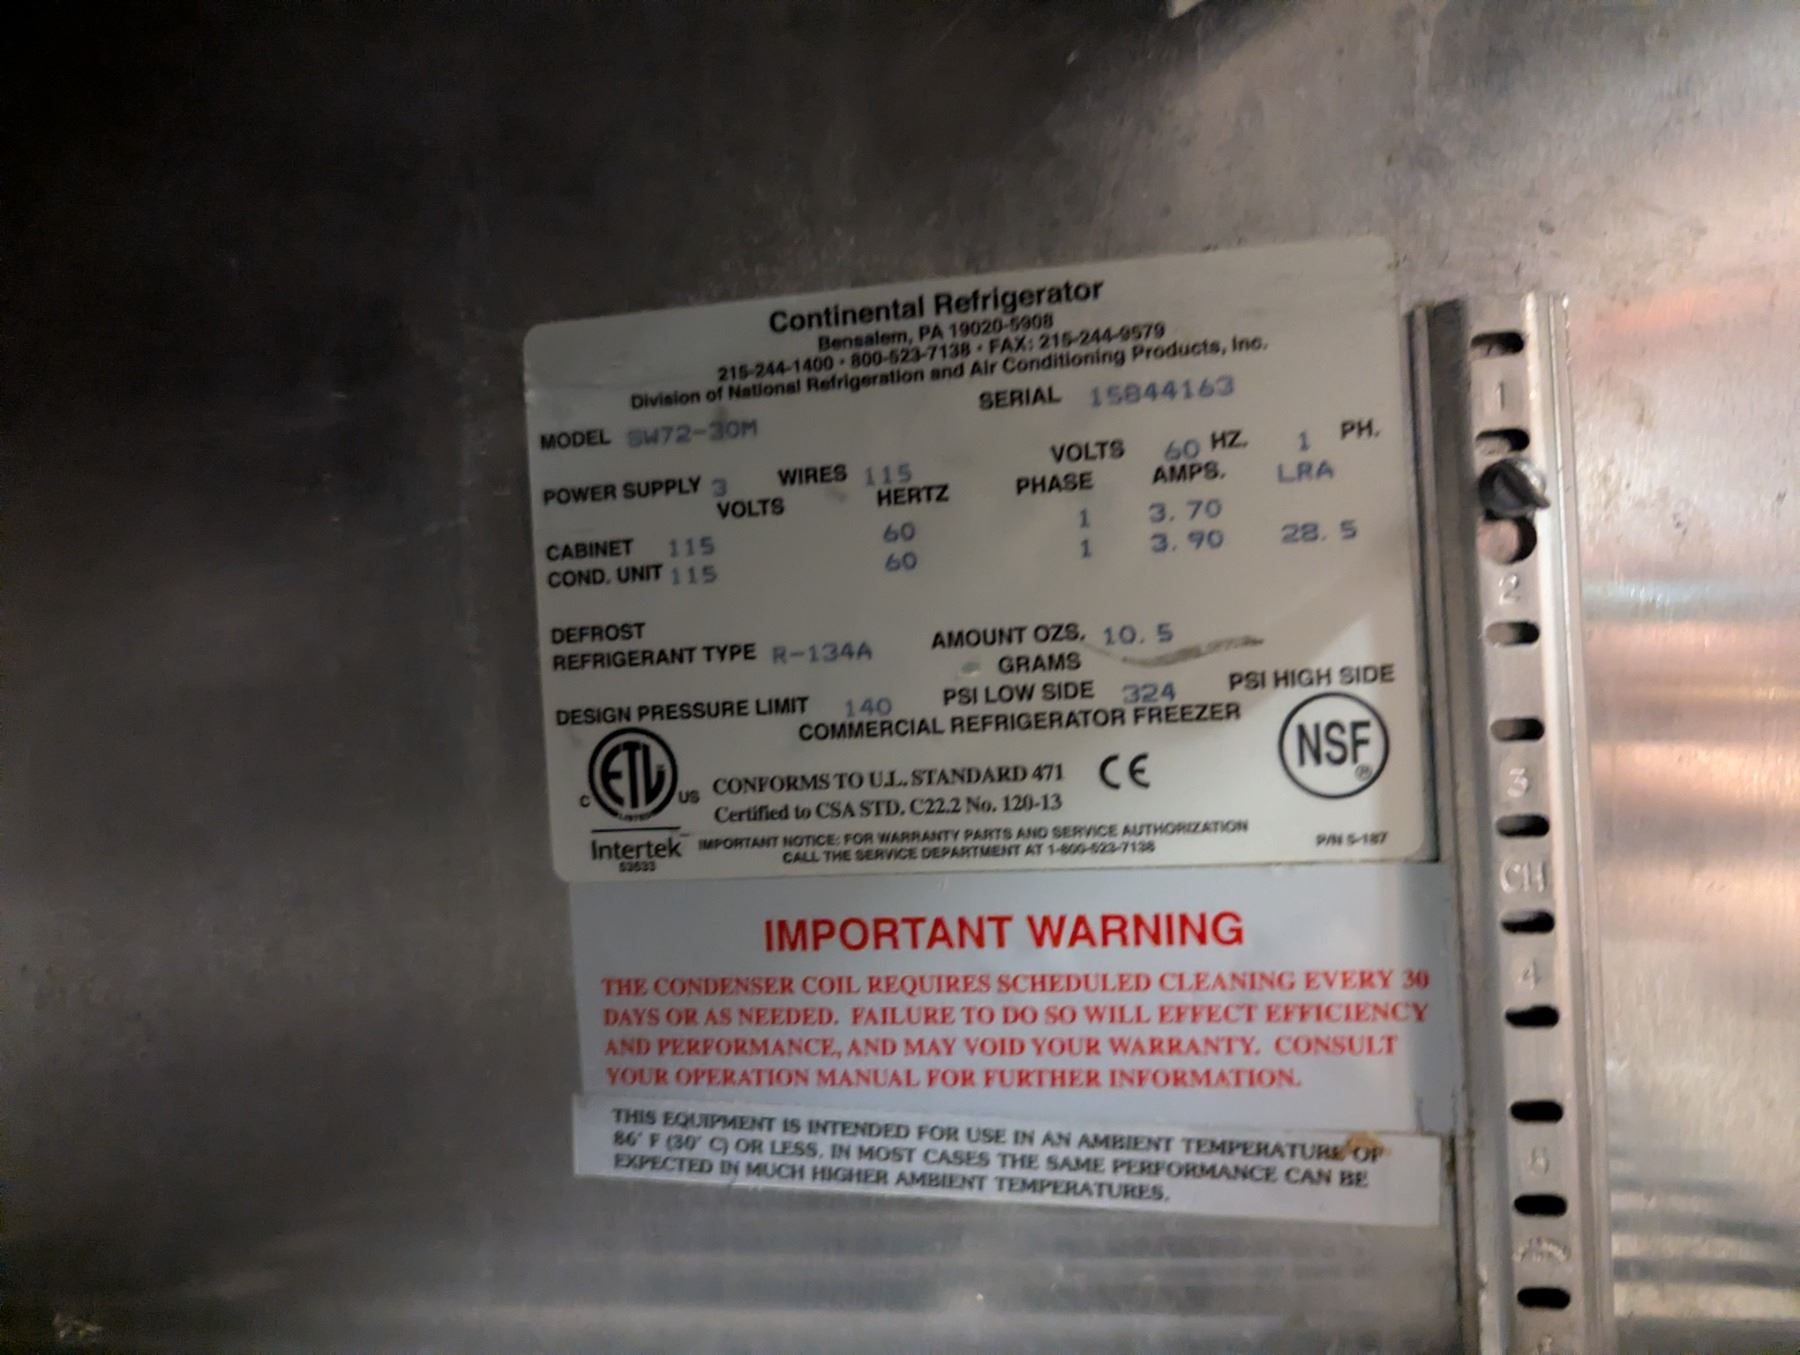 Continental Refrigerator
Bensalem, PA 19020-5908
215-244-1400 • 800-523-7138 • FAX: 215-244-9579
Division of National Refrigeration and Air Conditioning Products, Inc.
MODEL SW72-30M SERIAL 15844163
POWER SUPPLY 3 WIRES 115 VOLTS 60 HZ. 1 PH.
VOLTS HERTZ PHASE AMPS. LRA
CABINET 115 60 1 3.70
COND. UNIT 115 60 1 3.90 28.5
DEFROST
REFRIGERANT TYPE R-134A AMOUNT OZS. 10.5
GRAMS
DESIGN PRESSURE LIMIT 140 PSI LOW SIDE 324 PSI HIGH SIDE
COMMERCIAL REFRIGERATOR FREEZER
C ETL US LISTED
CONFORMS TO U.L. STANDARD 471 CE NSF®
Certified to CSA STD. C22.2 No. 120-13
Intertek
53633
IMPORTANT NOTICE: FOR WARRANTY PARTS AND SERVICE AUTHORIZATION
CALL THE SERVICE DEPARTMENT AT 1-800-523-7138
P/N 5-187
IMPORTANT WARNING
THE CONDENSER COIL REQUIRES SCHEDULED CLEANING EVERY 30
DAYS OR AS NEEDED. FAILURE TO DO SO WILL EFFECT EFFICIENCY
AND PERFORMANCE, AND MAY VOID YOUR WARRANTY. CONSULT
YOUR OPERATION MANUAL FOR FURTHER INFORMATION.
THIS EQUIPMENT IS INTENDED FOR USE IN AN AMBIENT TEMPERATURE OF
86° F (30° C) OR LESS. IN MOST CASES THE SAME PERFORMANCE CAN BE
EXPECTED IN MUCH HIGHER AMBIENT TEMPERATURES.
1
2
3
CH
4
5